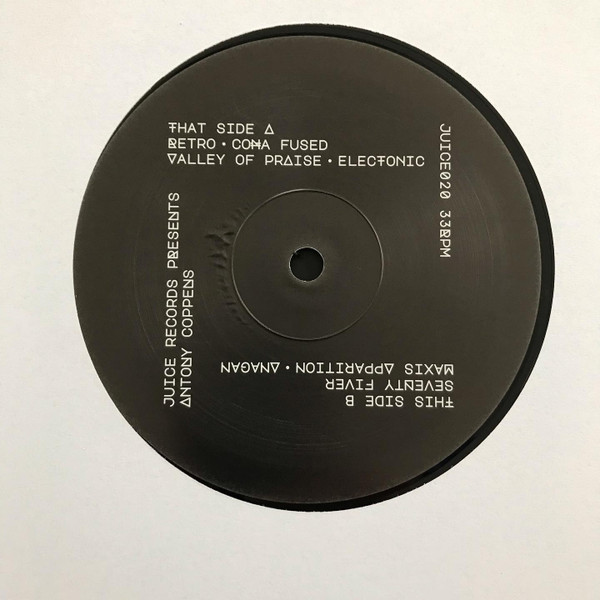 THAT SIDE A
RETRO • COMA FUSED
VALLEY OF PRAISE • ELECTONIC
JUICE020 33RPM
THIS SIDE B
SEVENTY FIVER
MAXIS APPARITION • ANAGAN
JUICE RECORDS PRESENTS
ANTONY COPPENS